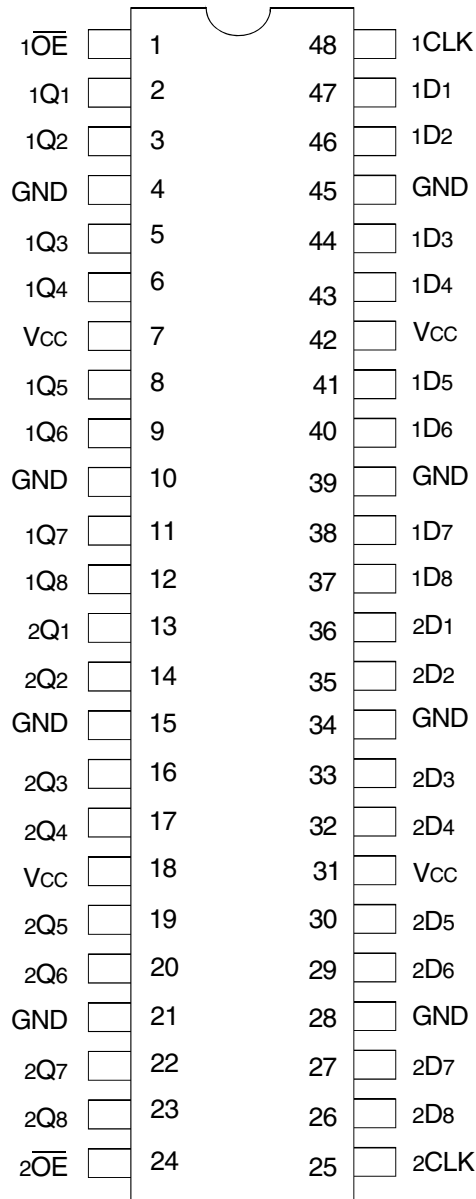 1O̅E̅ 1 48 1CLK
1Q1 2 47 1D1
1Q2 3 46 1D2
GND 4 45 GND
1Q3 5 44 1D3
1Q4 6 43 1D4
VCC 7 42 VCC
1Q5 8 41 1D5
1Q6 9 40 1D6
GND 10 39 GND
1Q7 11 38 1D7
1Q8 12 37 1D8
2Q1 13 36 2D1
2Q2 14 35 2D2
GND 15 34 GND
2Q3 16 33 2D3
2Q4 17 32 2D4
VCC 18 31 VCC
2Q5 19 30 2D5
2Q6 20 29 2D6
GND 21 28 GND
2Q7 22 27 2D7
2Q8 23 26 2D8
2O̅E̅ 24 25 2CLK